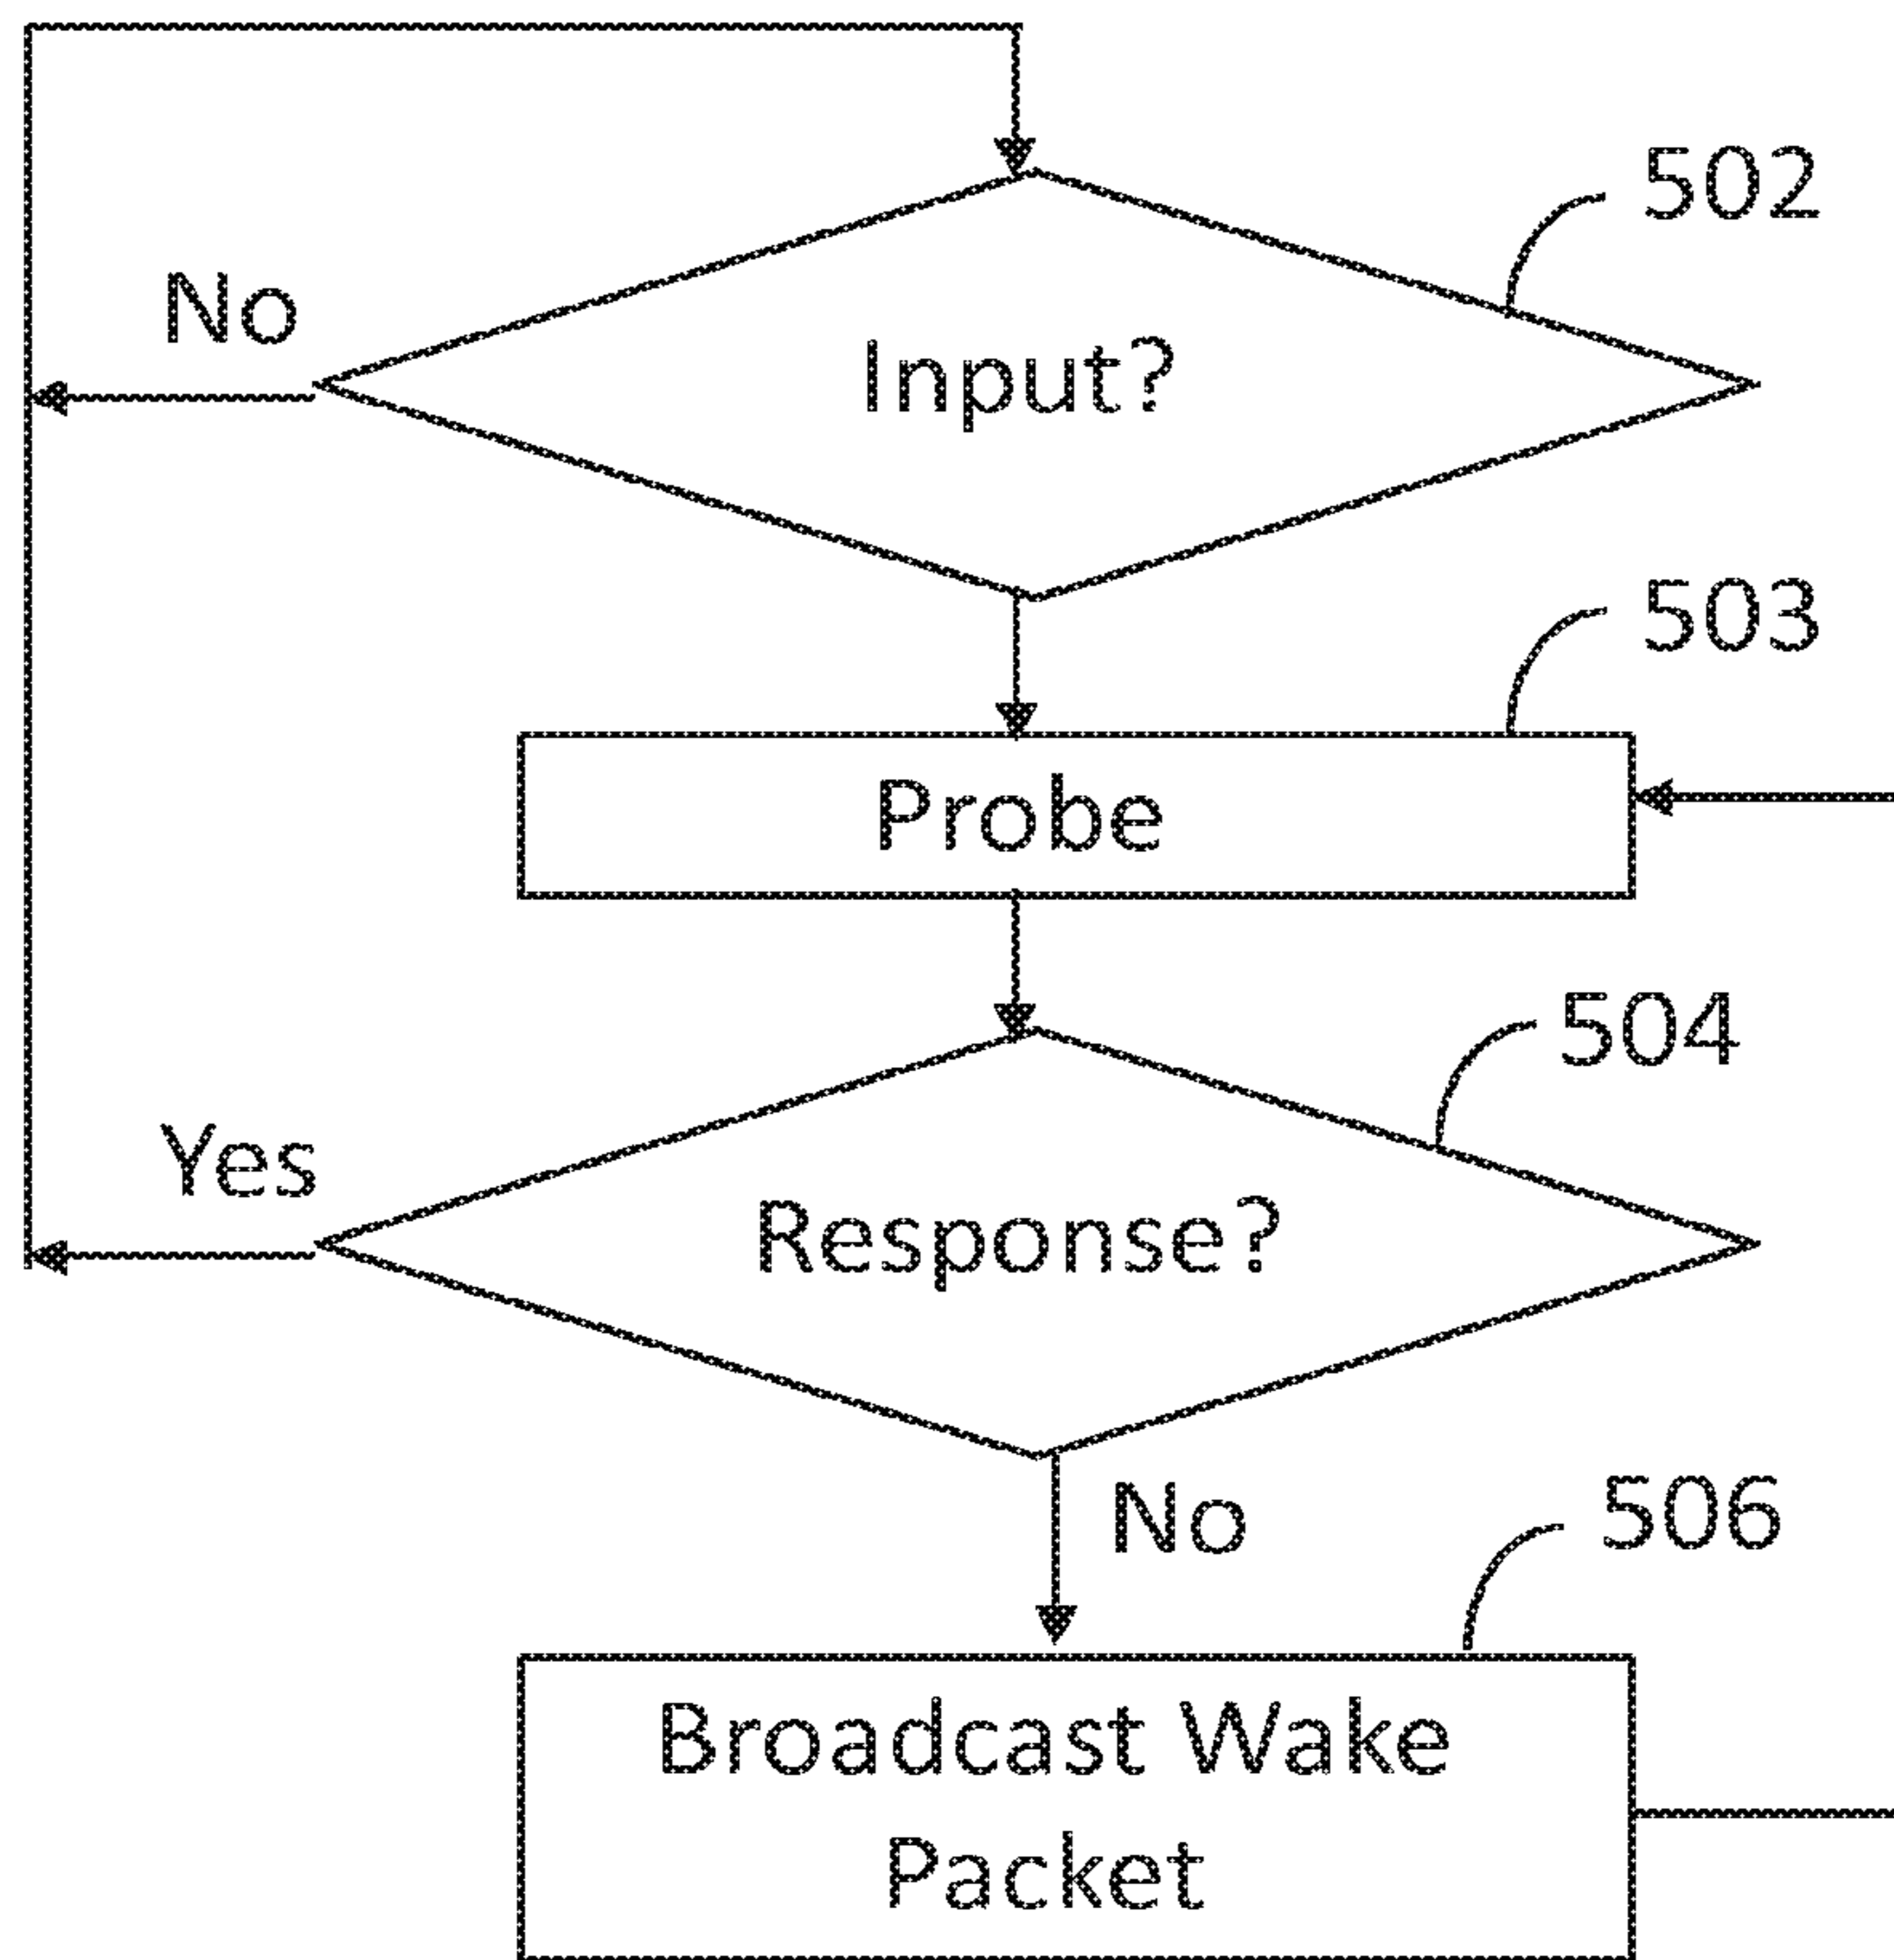 502
No
Input?
503
Probe
504
Yes
Response?
No
506
Broadcast Wake
Packet